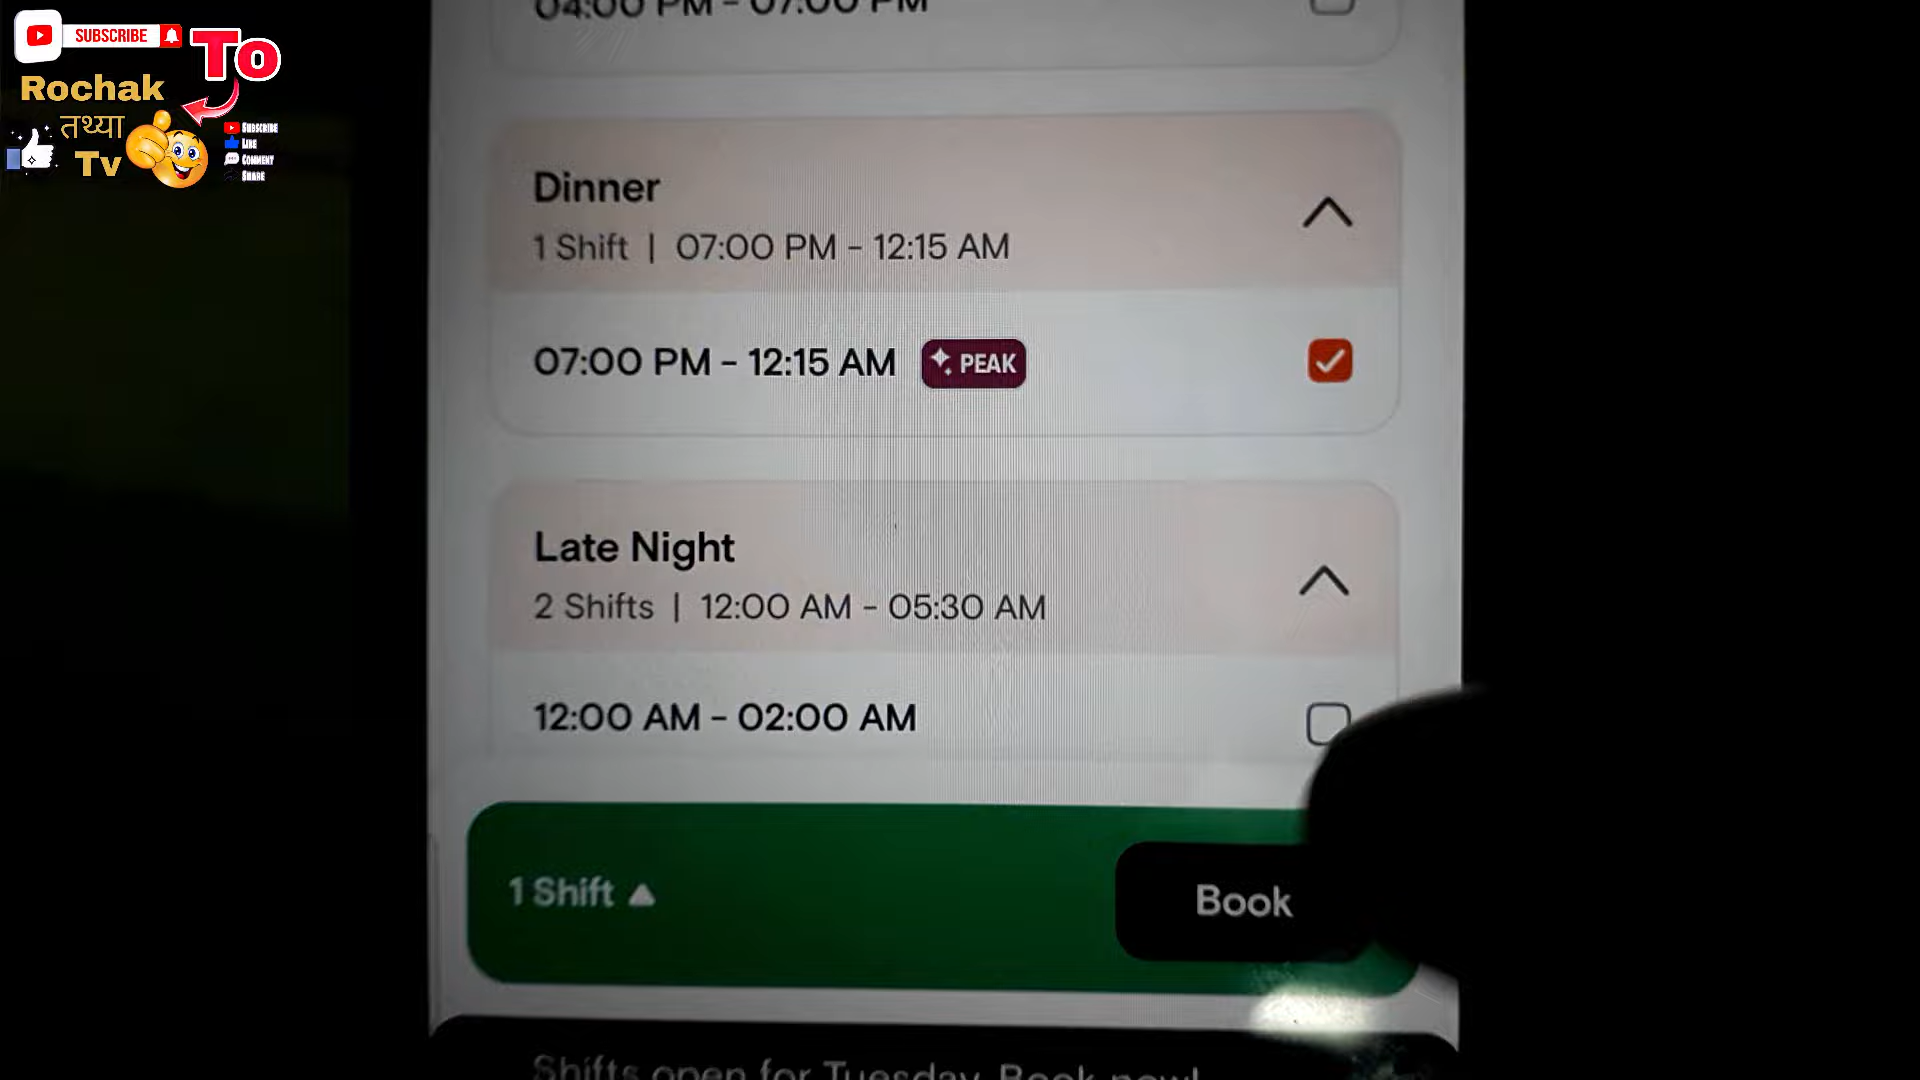 SUBSCRIBE
To
Rochak
तथ्या
Tv
SUBSCRIBE
LIKE
COMMENT
SHARE
04:00 PM - 07:00 PM
Dinner
1 Shift | 07:00 PM - 12:15 AM
07:00 PM - 12:15 AM PEAK
Late Night
2 Shifts | 12:00 AM - 05:30 AM
12:00 AM - 02:00 AM
1 Shift
Book
Shifts open for Tuesday. Book now!